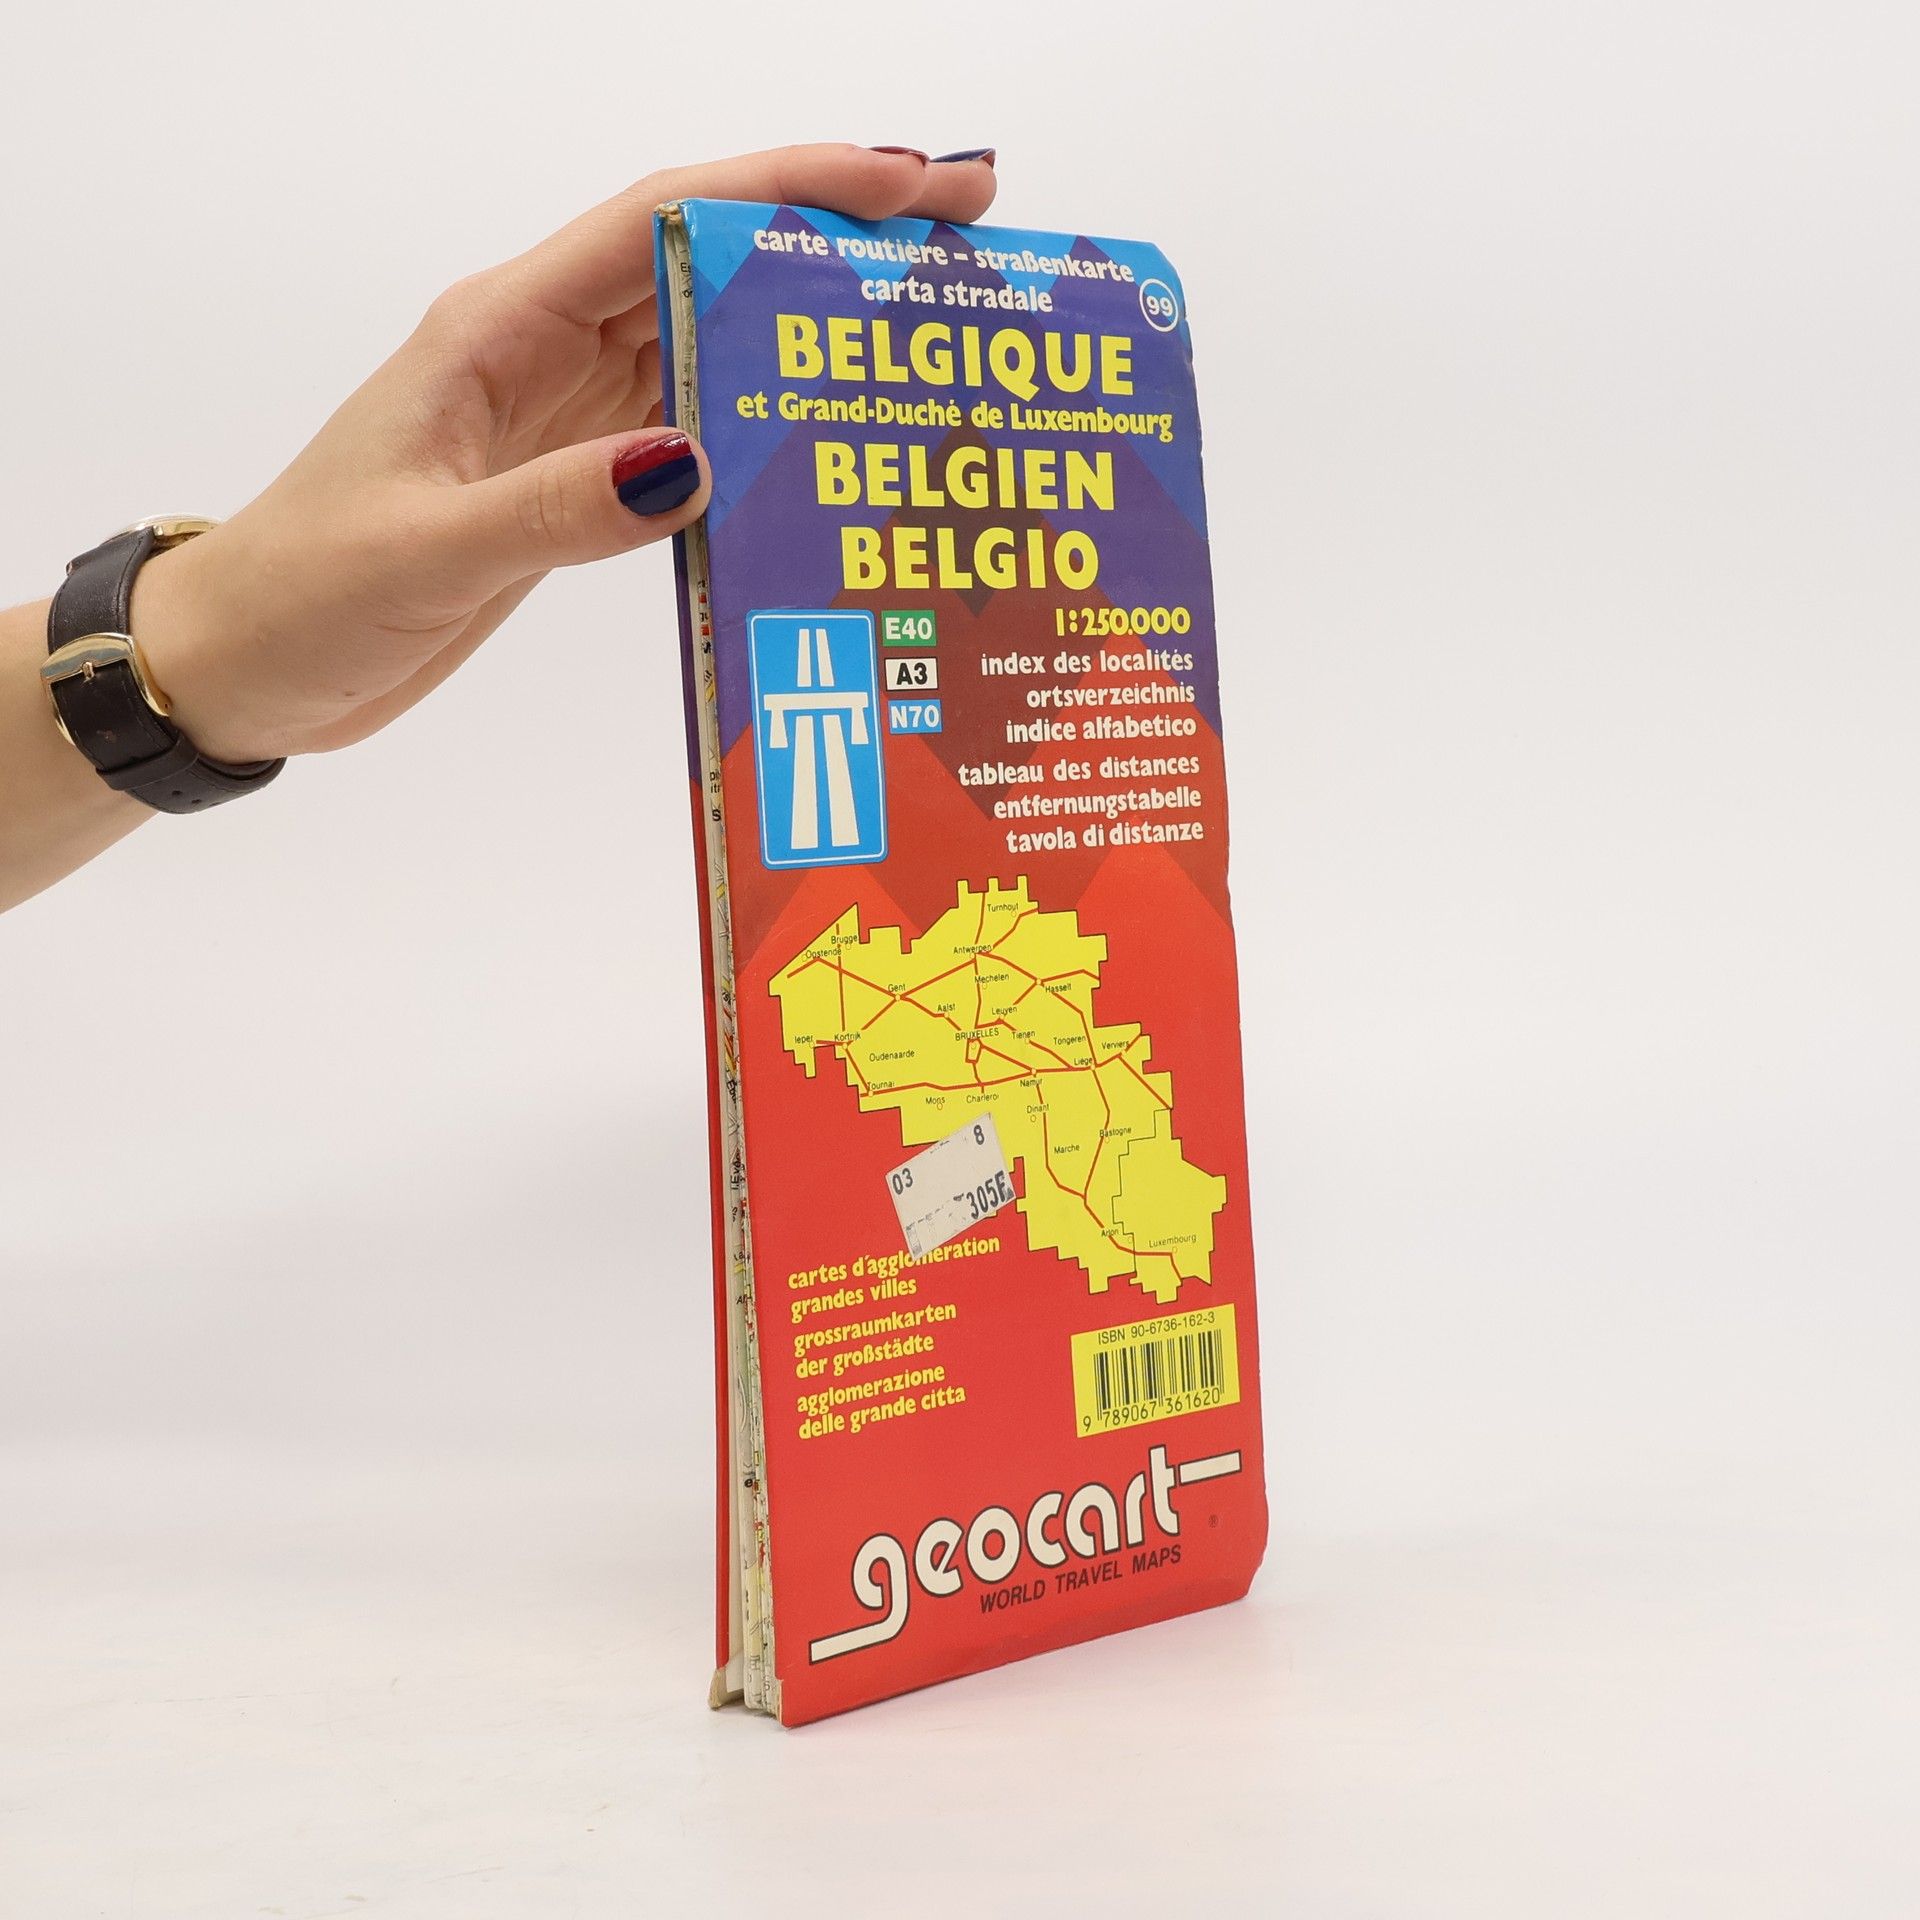 carte routière – straßenkarte
carta stradale
99
BELGIQUE
et Grand-Duché de Luxembourg
BELGIEN
BELGIO
E40
A3
N70
1:250.000
index des localités
ortsverzeichnis
indice alfabetico
tableau des distances
entfernungstabelle
tavola di distanze
Turnhout
Brugge
Oostende
Antwerpen
Mechelen
Gent
Hasselt
Aalst
Leuven
Ieper
Kortrijk
BRUXELLES
Tienen
Tongeren
Verviers
Oudenaarde
Liège
Tournai
Namur
Mons
Charleroi
Dinant
Bastogne
Marche
Arlon
Luxembourg
8
03
305F
cartes d'agglomeration
grandes villes
grossraumkarten
der großstädte
agglomerazione
delle grande citta
ISBN 90-6736-162-3
9 789067 361620
geocart
®
WORLD TRAVEL MAPS